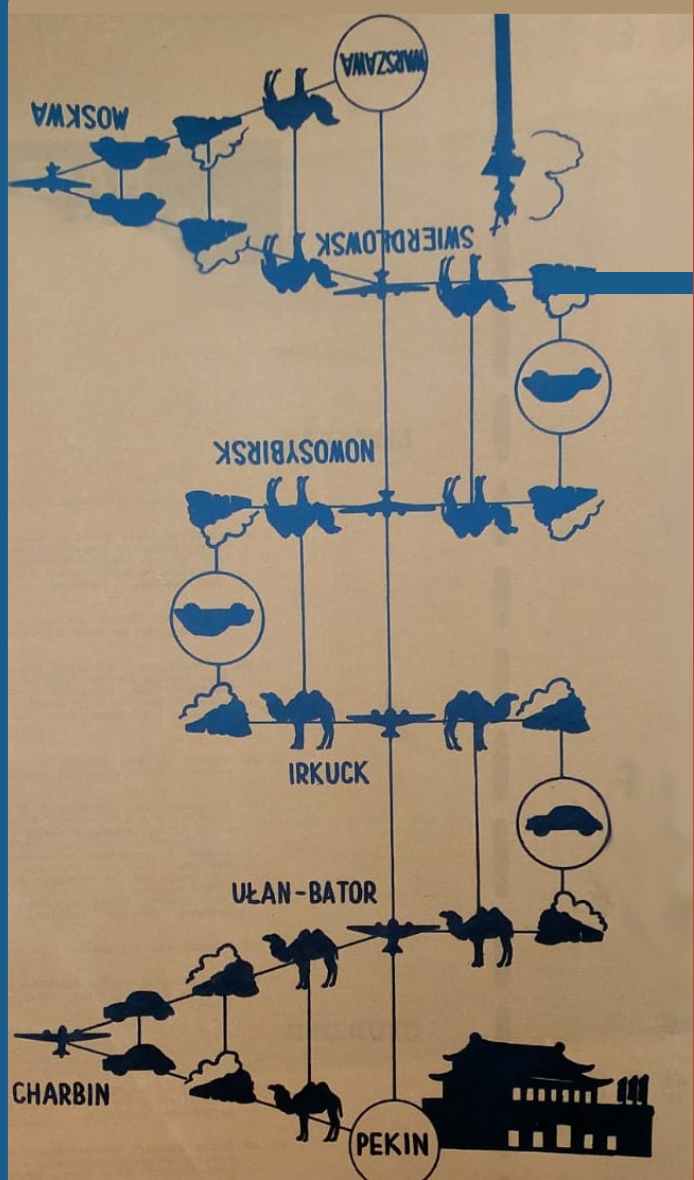 WARSZAWA
MOSKWA
SWIERDŁOWSK
NOWOSYBIRSK
IRKUCK
UŁAN-BATOR
CHARBIN
PEKIN